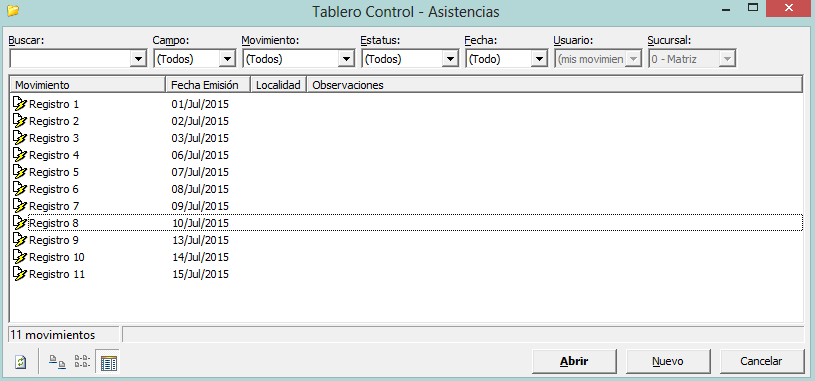 Tablero Control - Asistencias
Buscar: Campo: Movimiento: Estatus: Fecha: Usuario: Sucursal:
(Todos) (Todos) (Todos) (Todo) (mis movimien 0 - Matriz
Movimiento Fecha Emisión Localidad Observaciones
Registro 1 01/Jul/2015
Registro 2 02/Jul/2015
Registro 3 03/Jul/2015
Registro 4 06/Jul/2015
Registro 5 07/Jul/2015
Registro 6 08/Jul/2015
Registro 7 09/Jul/2015
Registro 8 10/Jul/2015
Registro 9 13/Jul/2015
Registro 10 14/Jul/2015
Registro 11 15/Jul/2015
11 movimientos
Abrir Nuevo Cancelar